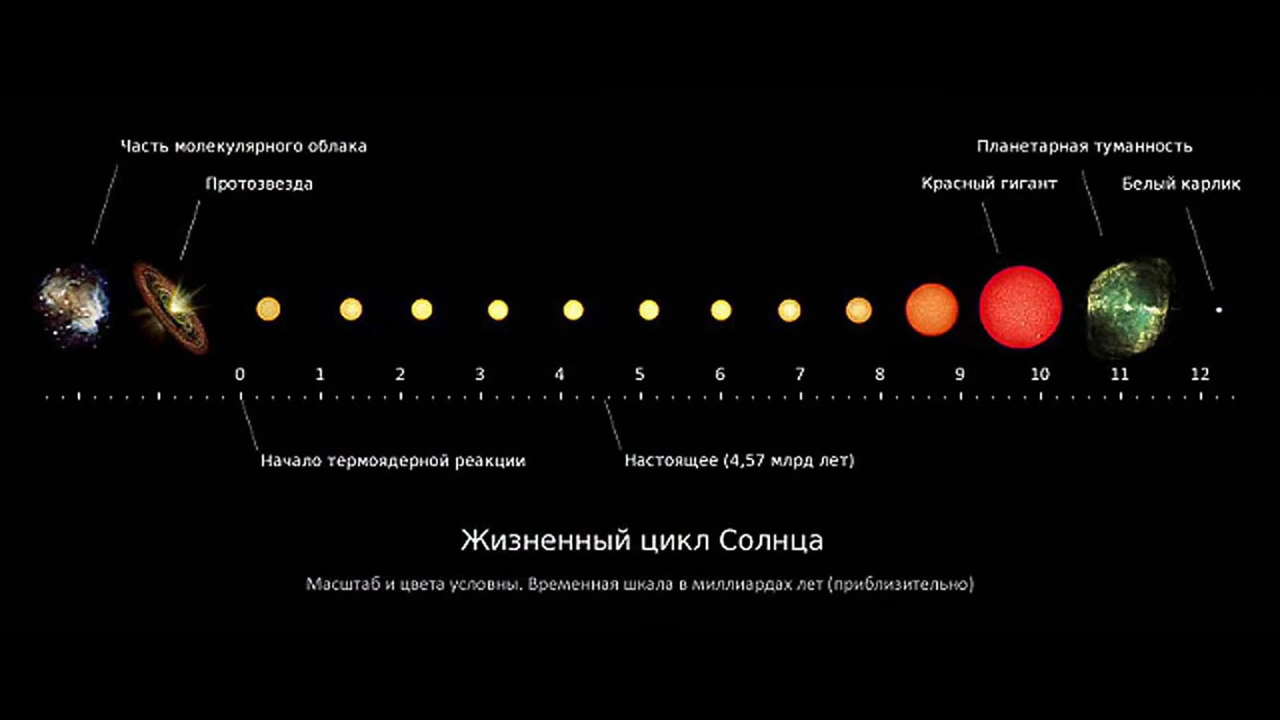 Часть молекулярного облака
Планетарная туманность
Протозвезда
Красный гигант
Белый карлик
0 1 2 3 4 5 6 7 8 9 10 11 12
Начало термоядерной реакции
Настоящее (4,57 млрд лет)
Жизненный цикл Солнца
Масштаб и цвета условны. Временная шкала в миллиардах лет (приблизительно)